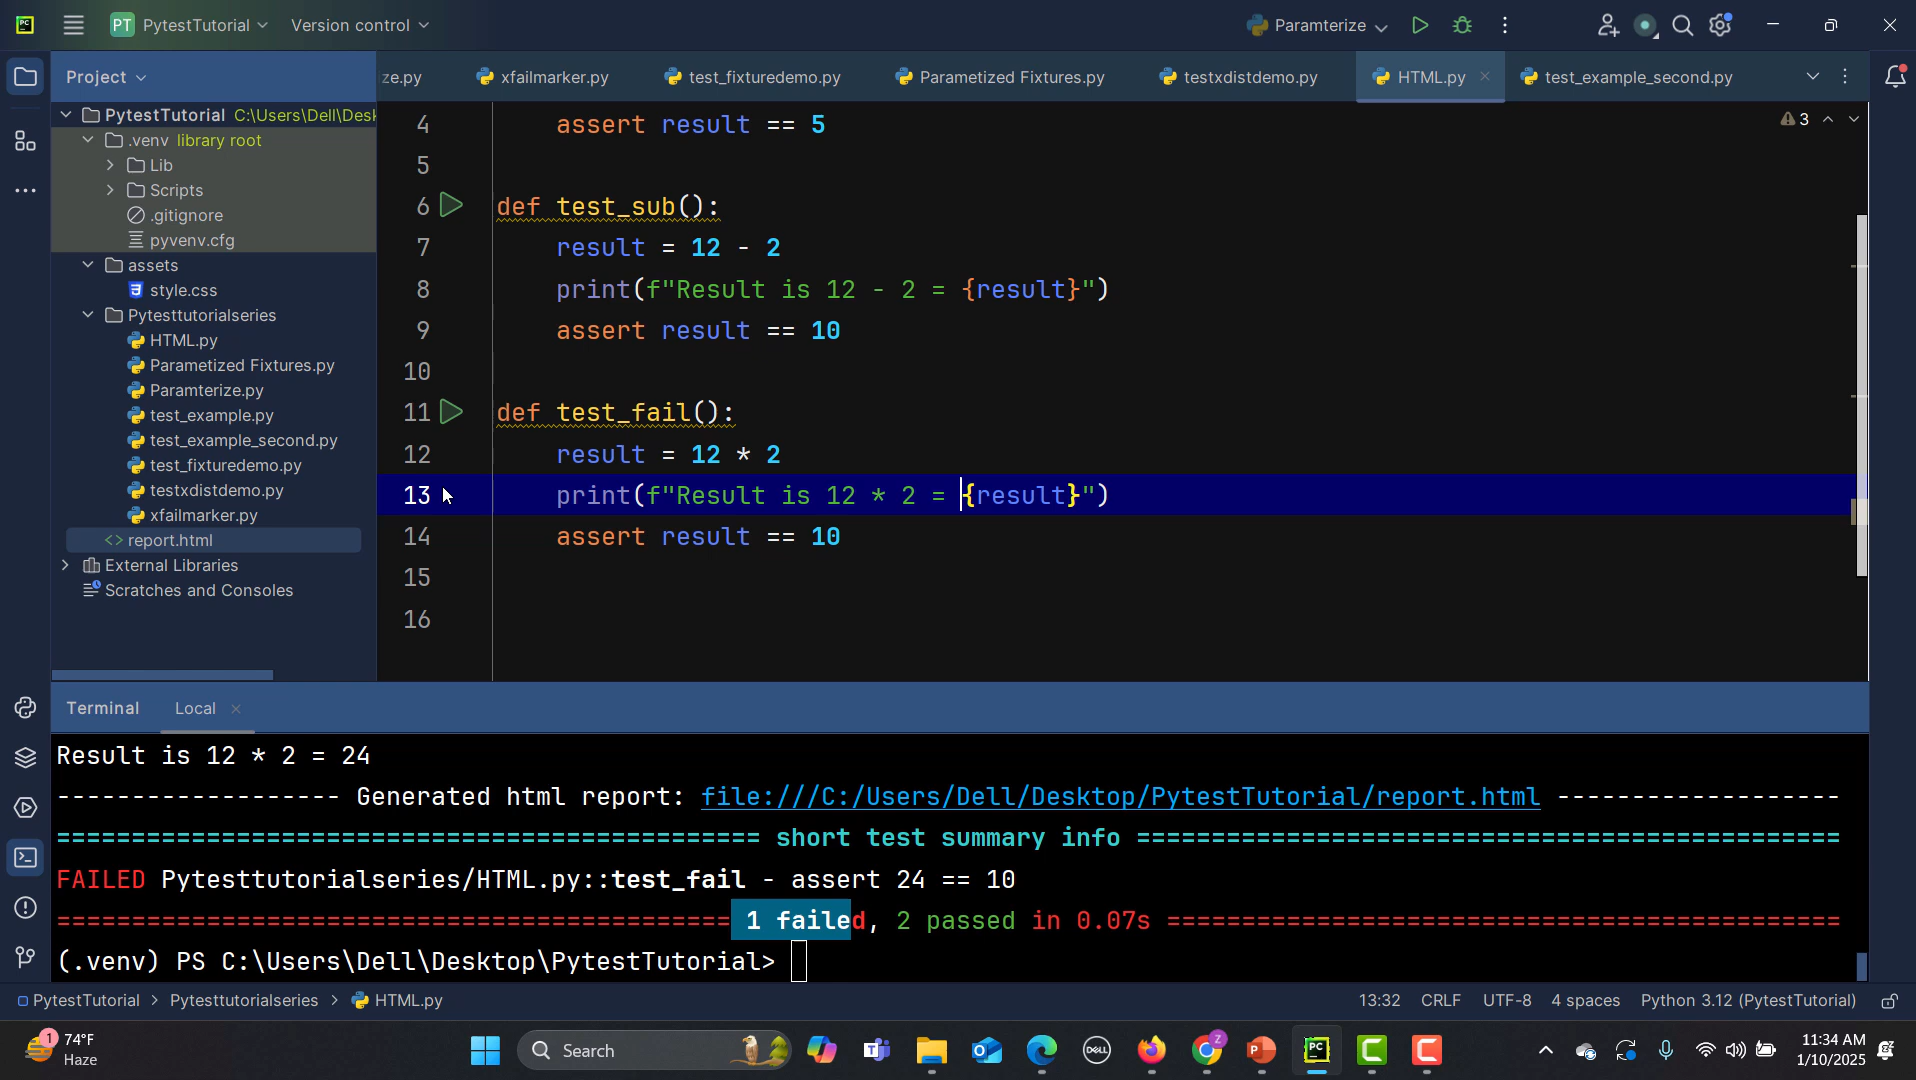 PC
PT PytestTutorial
Version control
Paramterize
Project
ze.py
xfailmarker.py
test_fixturedemo.py
Parametized Fixtures.py
testxdistdemo.py
HTML.py
test_example_second.py
PytestTutorial C:\Users\Dell\Desk
.venv library root
Lib
Scripts
.gitignore
pyvenv.cfg
assets
style.css
Pytesttutorialseries
HTML.py
Parametized Fixtures.py
Paramterize.py
test_example.py
test_example_second.py
test_fixturedemo.py
testxdistdemo.py
xfailmarker.py
report.html
External Libraries
Scratches and Consoles
3
4 assert result == 5
5
6 def test_sub():
7 result = 12 - 2
8 print(f"Result is 12 - 2 = {result}")
9 assert result == 10
10
11 def test_fail():
12 result = 12 * 2
13 print(f"Result is 12 * 2 = {result}")
14 assert result == 10
15
16
Terminal Local
Result is 12 * 2 = 24
------------------- Generated html report: file:///C:/Users/Dell/Desktop/PytestTutorial/report.html -------------------
=============================================== short test summary info ===============================================
FAILED Pytesttutorialseries/HTML.py::test_fail - assert 24 == 10
============================================= 1 failed, 2 passed in 0.07s =============================================
(.venv) PS C:\Users\Dell\Desktop\PytestTutorial>
PytestTutorial > Pytesttutorialseries > HTML.py
13:32 CRLF UTF-8 4 spaces Python 3.12 (PytestTutorial)
1
74°F
Haze
Search
DELL
Z
PC
11:34 AM
1/10/2025